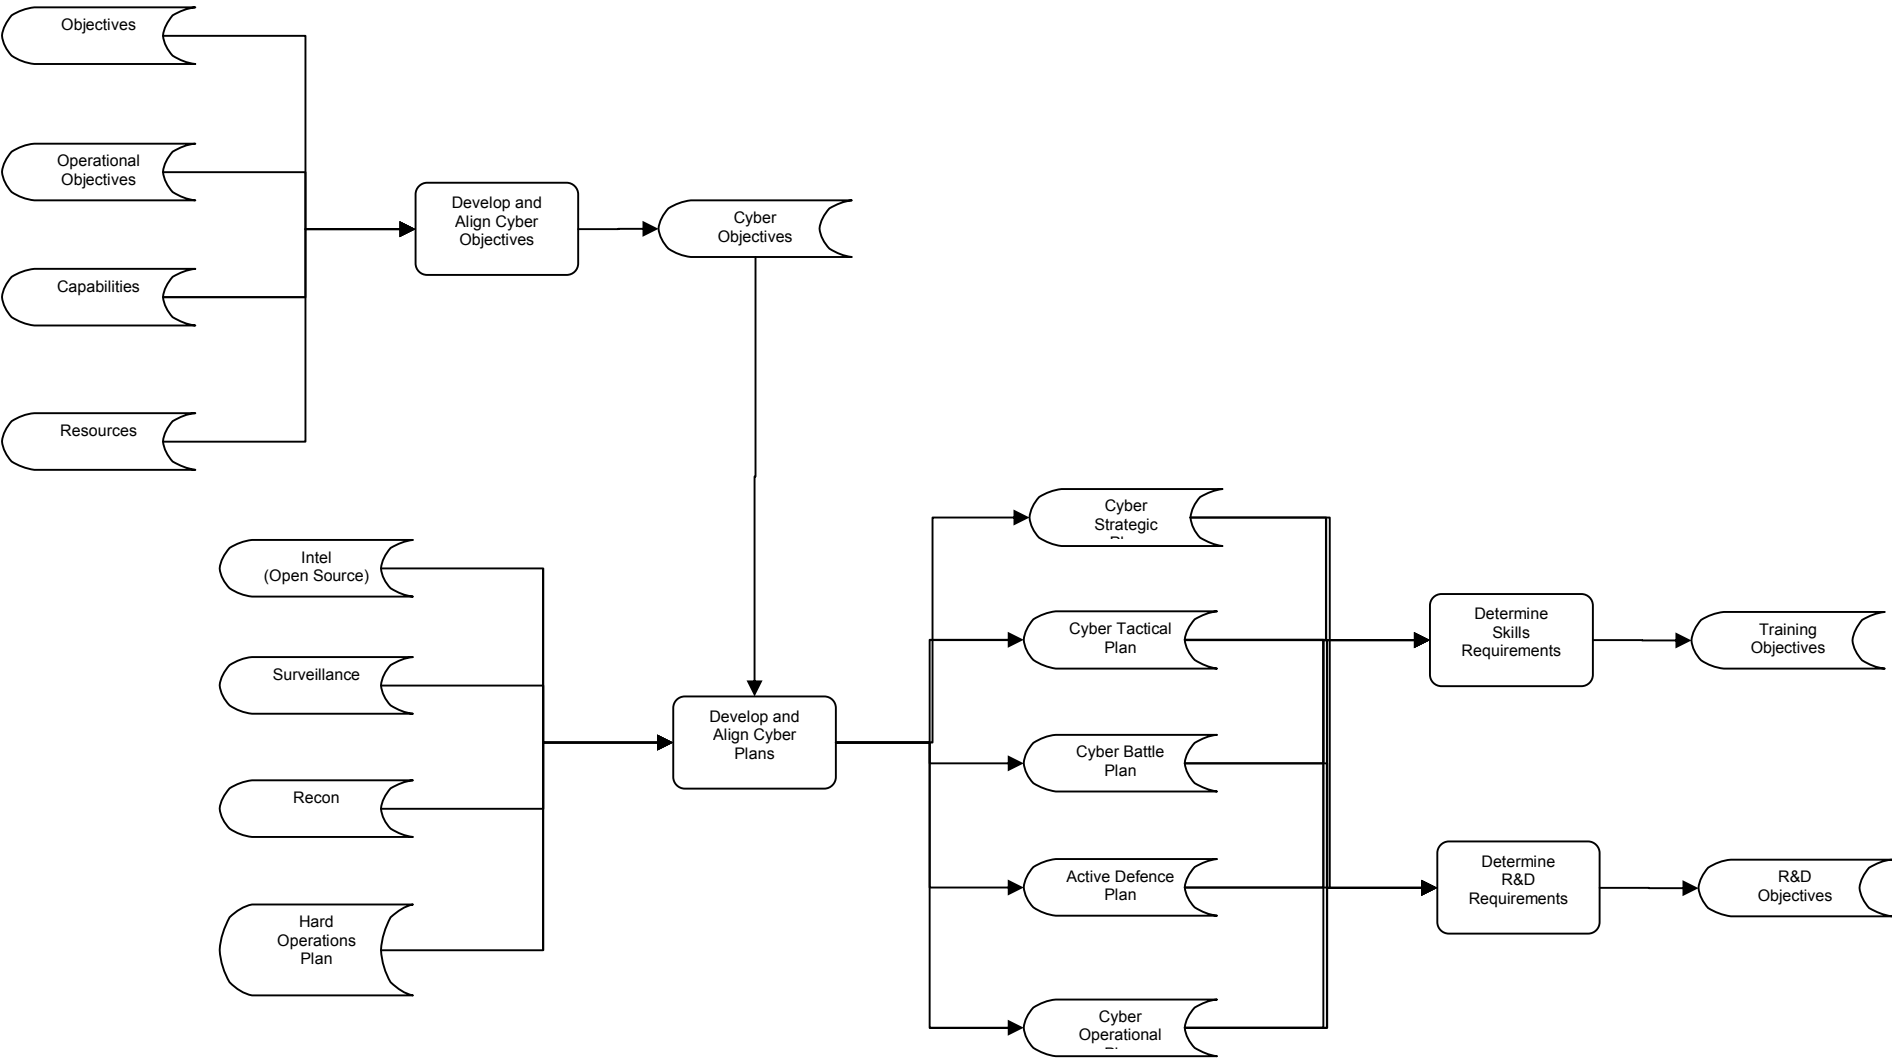 Objectives
Operational
Objectives
Capabilities
Resources
Develop and
Align Cyber
Objectives
Cyber
Objectives
Intel
(Open Source)
Surveillance
Recon
Hard
Operations
Plan
Develop and
Align Cyber
Plans
Cyber
Strategic
Cyber Tactical
Plan
Cyber Battle
Plan
Active Defence
Plan
Cyber
Operational
Determine
Skills
Requirements
Training
Objectives
Determine
R&D
Requirements
R&D
Objectives